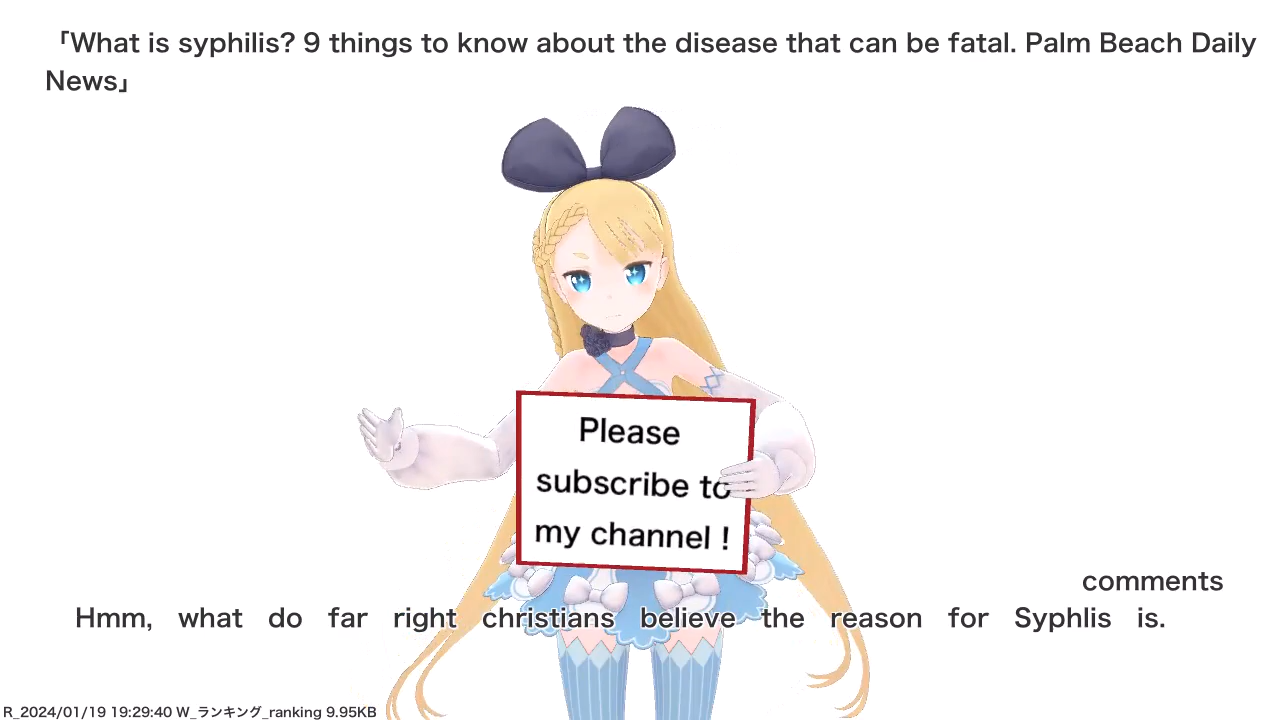 「What is syphilis? 9 things to know about the disease that can be fatal. Palm Beach Daily
News」
Please
subscribe to
my channel !
comments
Hmm, what do far right christians believe the reason for Syphlis is.
R_2024/01/19 19:29:40 W_ランキング_ranking 9.95KB